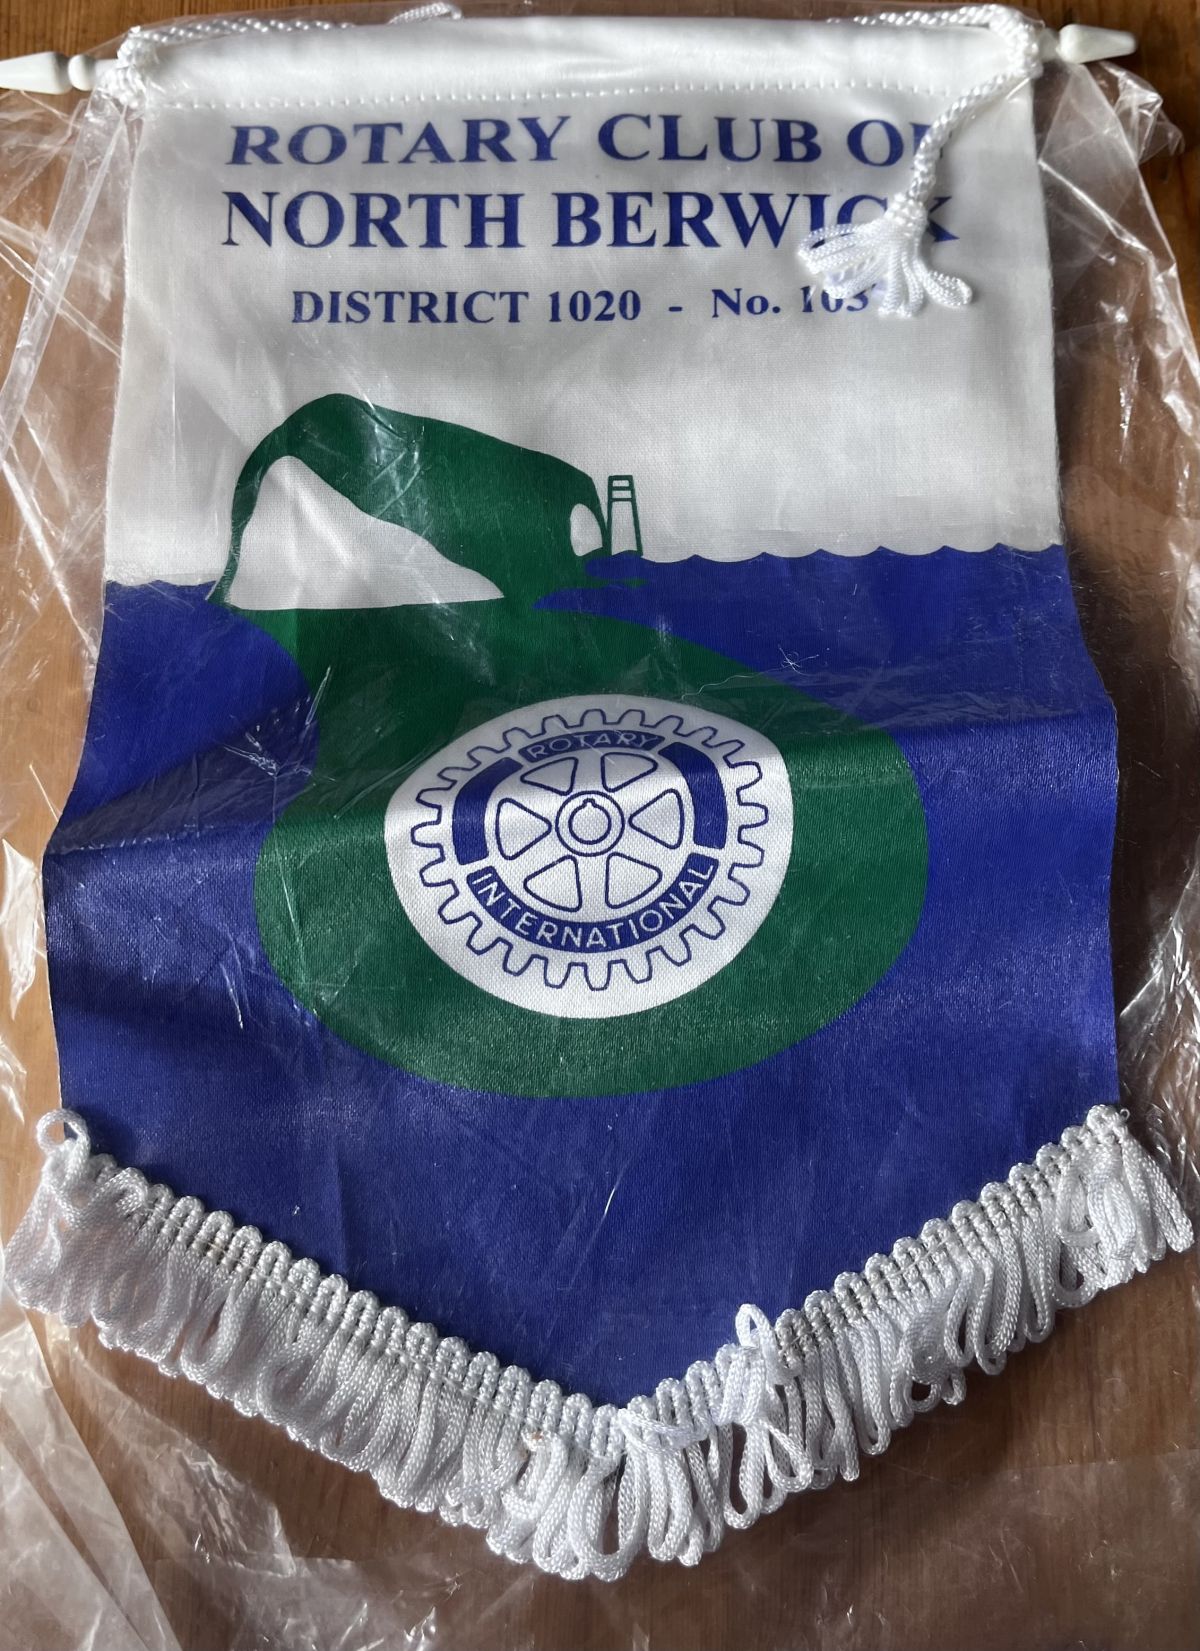 ROTARY CLUB OF
NORTH BERWICK
DISTRICT 1020 - No.
ROTARY
INTERNATIONAL